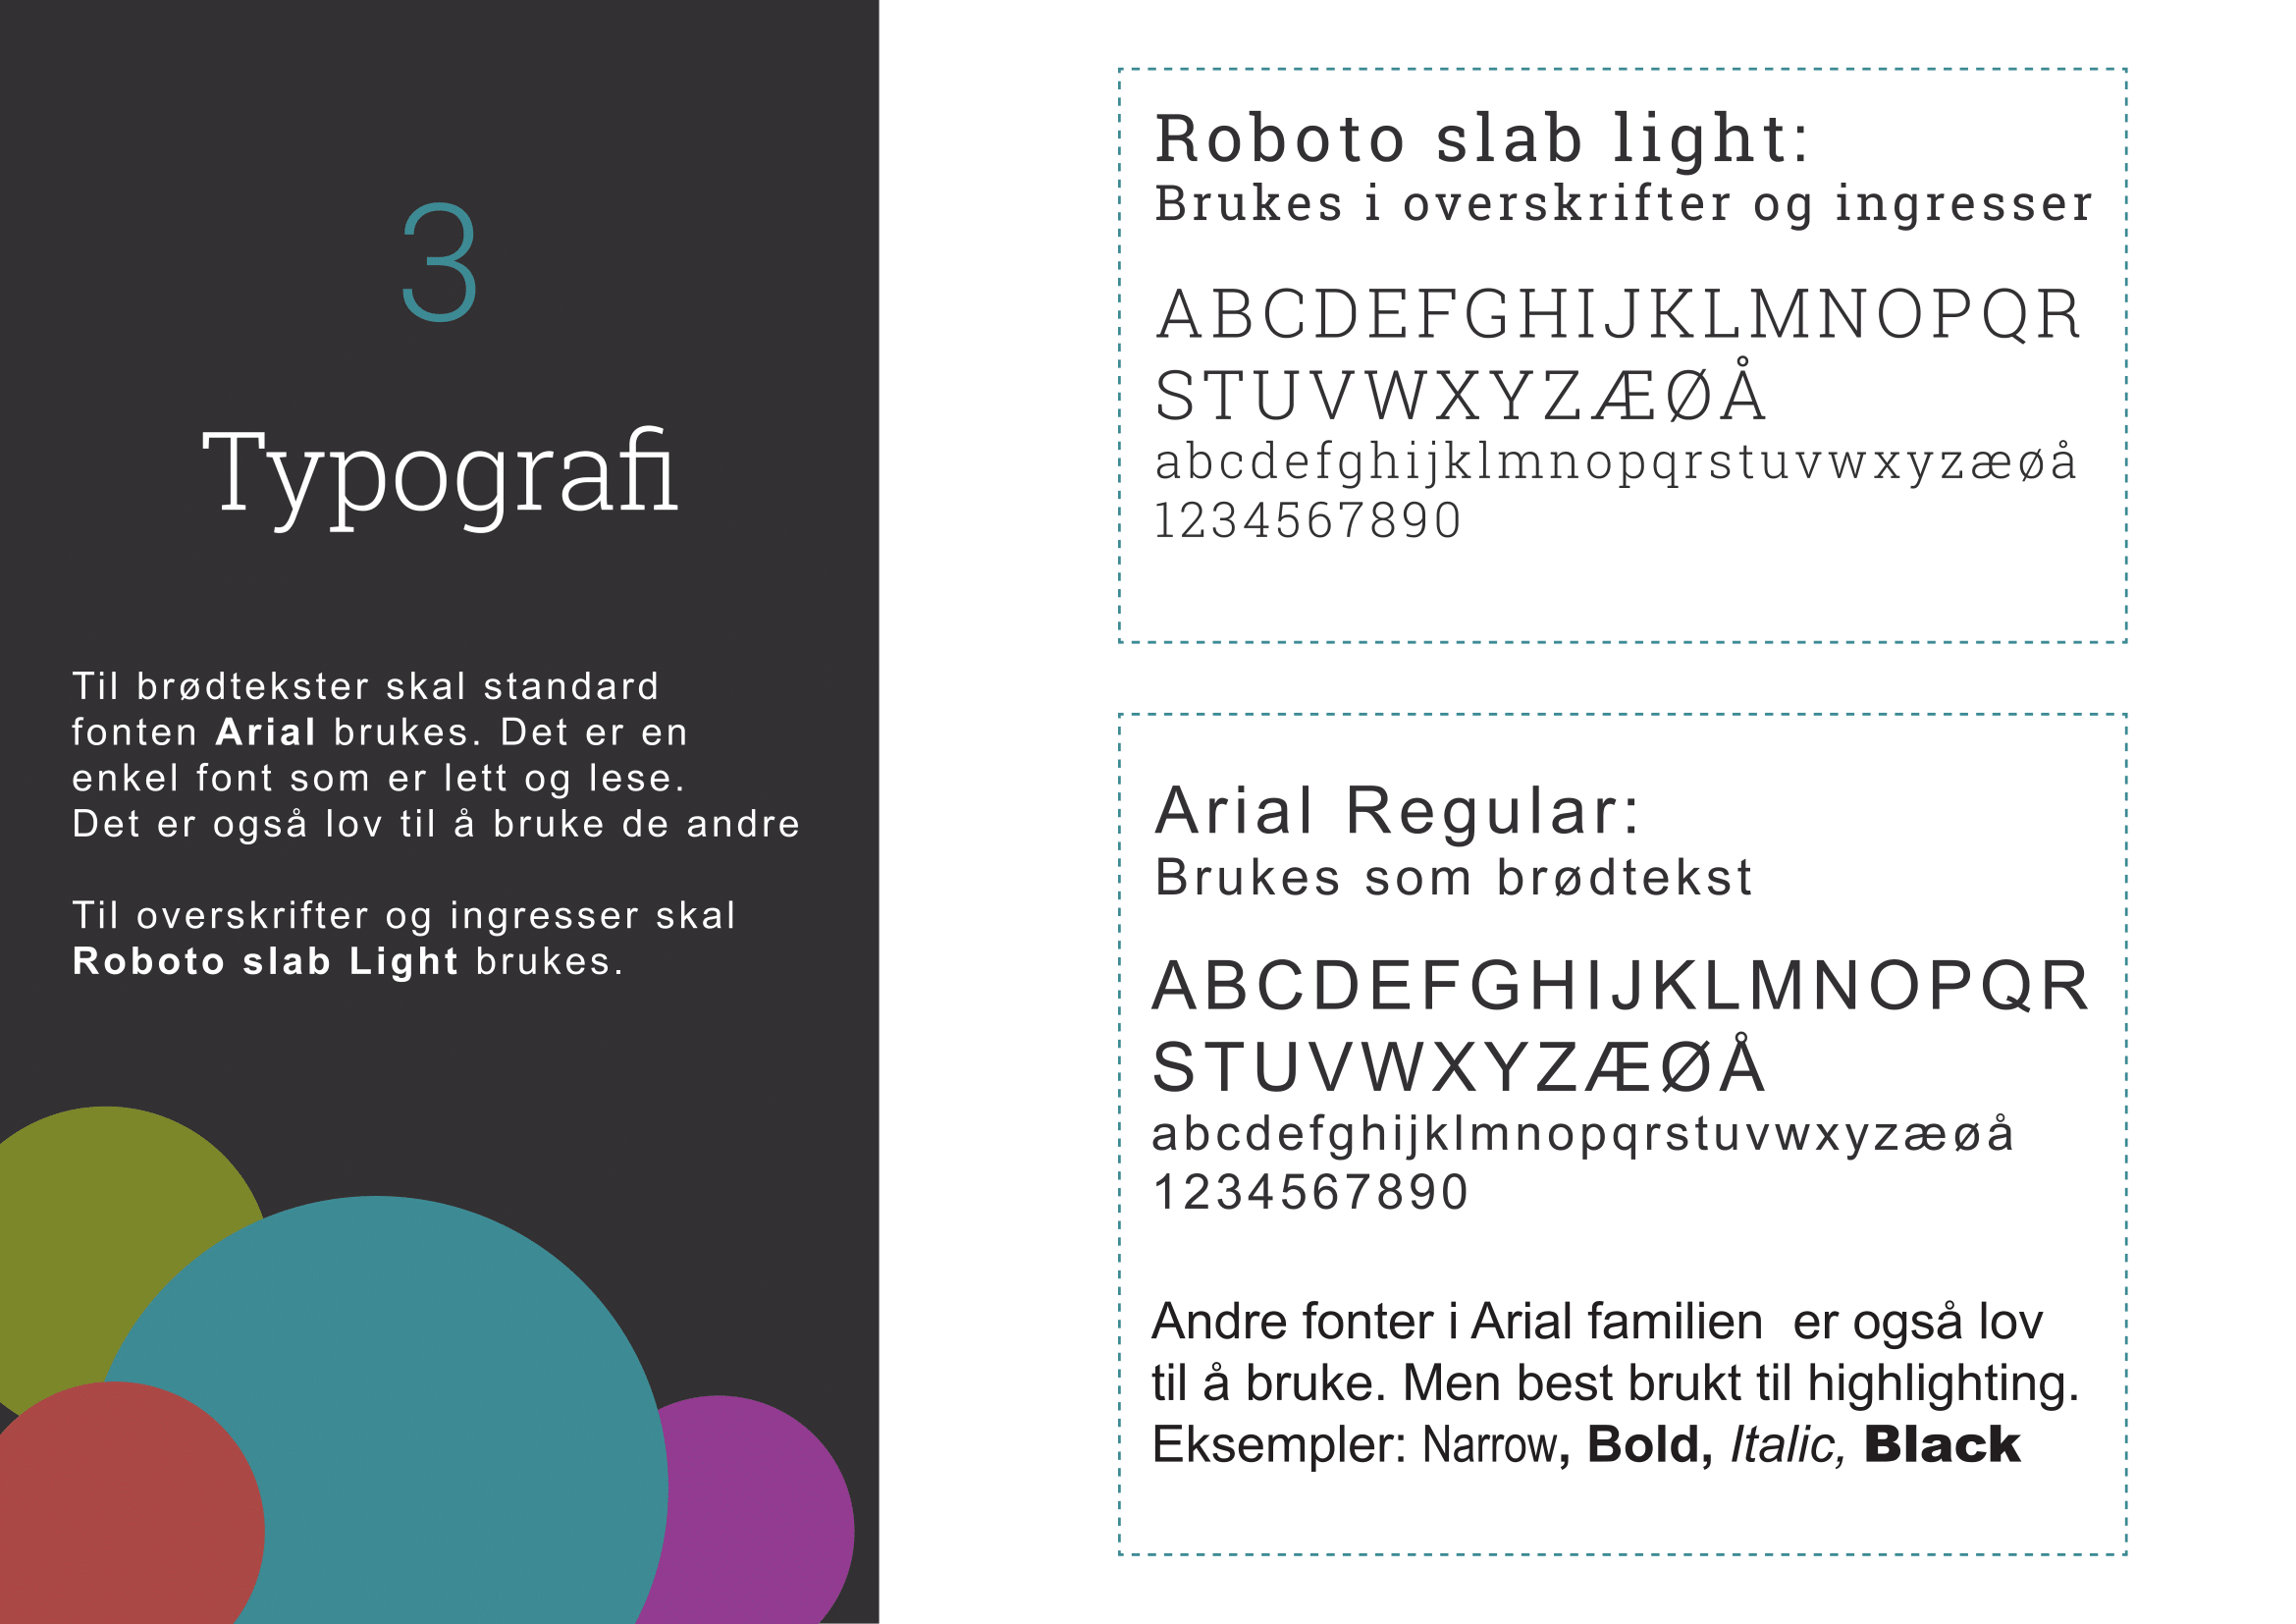 3
Typografi
Til brødtekster skal standard
fonten Arial brukes. Det er en
enkel font som er lett og lese.
Det er også lov til å bruke de andre
Til overskrifter og ingresser skal
Roboto slab Light brukes.
Roboto slab light:
Brukes i overskrifter og ingresser
ABCDEFGHIJKLMNOPQR
STUVWXYZÆØÅ
abcdefghijklmnopqrstuvwxyzæøå
1234567890
Arial Regular:
Brukes som brødtekst
ABCDEFGHIJKLMNOPQR
STUVWXYZÆØÅ
abcdefghijklmnopqrstuvwxyzæøå
1234567890
Andre fonter i Arial familien  er også lov
til å bruke. Men best brukt til highlighting.
Eksempler: Narrow, Bold, Italic, Black